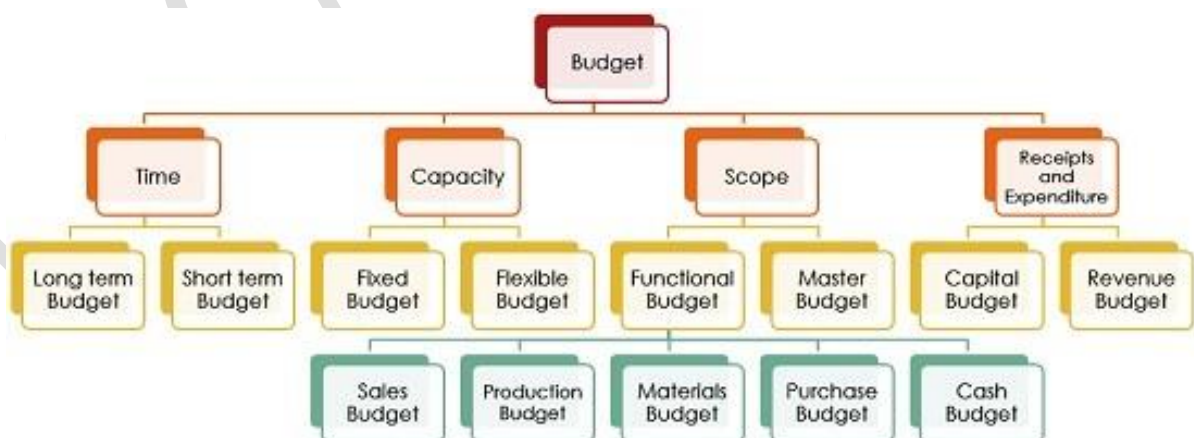 Budget
Time
Capacity
Scope
Receipts
and
Expenditure
Long term
Budget
Short term
Budget
Fixed
Budget
Flexible
Budget
Functional
Budget
Master
Budget
Capital
Budget
Revenue
Budget
Sales
Budget
Production
Budget
Materials
Budget
Purchase
Budget
Cash
Budget